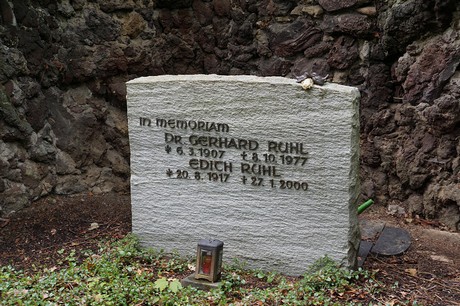 In memoriam
Dr. Gerhard Ruhl
* 6.3.1907 ✝ 8.10.1977
Edith Ruhl
* 20.8.1917 ✝ 27.1.2000